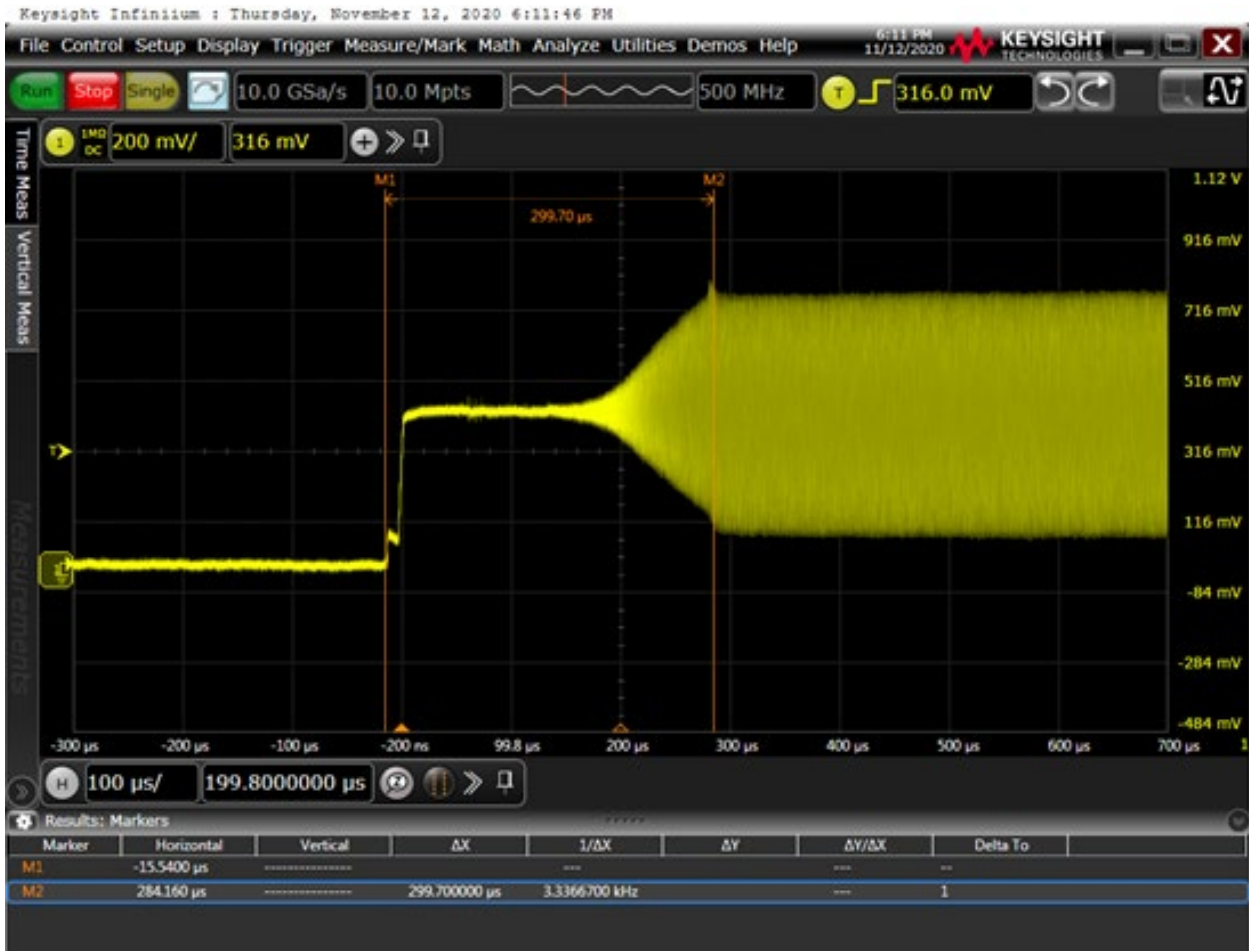 Keysight Infiniium : Thursday, November 12, 2020 6:11:46 PM
File Control Setup Display Trigger Measure/Mark Math Analyze Utilities Demos Help
6:11 PM
11/12/2020
KEYSIGHT
TECHNOLOGIES
Run Stop Single 10.0 GSa/s 10.0 Mpts 500 MHz T 316.0 mV
1 1MΩ DC 200 mV/ 316 mV
Time Meas
Vertical Meas
Measurements
M1 M2
299.70 µs
1.12 V
916 mV
716 mV
516 mV
T 316 mV
116 mV
-84 mV
-284 mV
-484 mV
-300 µs -200 µs -100 µs -200 ns 99.8 µs 200 µs 300 µs 400 µs 500 µs 600 µs 700 µs 1
H 100 µs/ 199.8000000 µs
Results: Markers
Marker Horizontal Vertical ΔX 1/ΔX ΔY ΔY/ΔX Delta To
M1 -15.5400 µs --------------- --- --- --
M2 284.160 µs --------------- 299.700000 µs 3.3366700 kHz --- 1